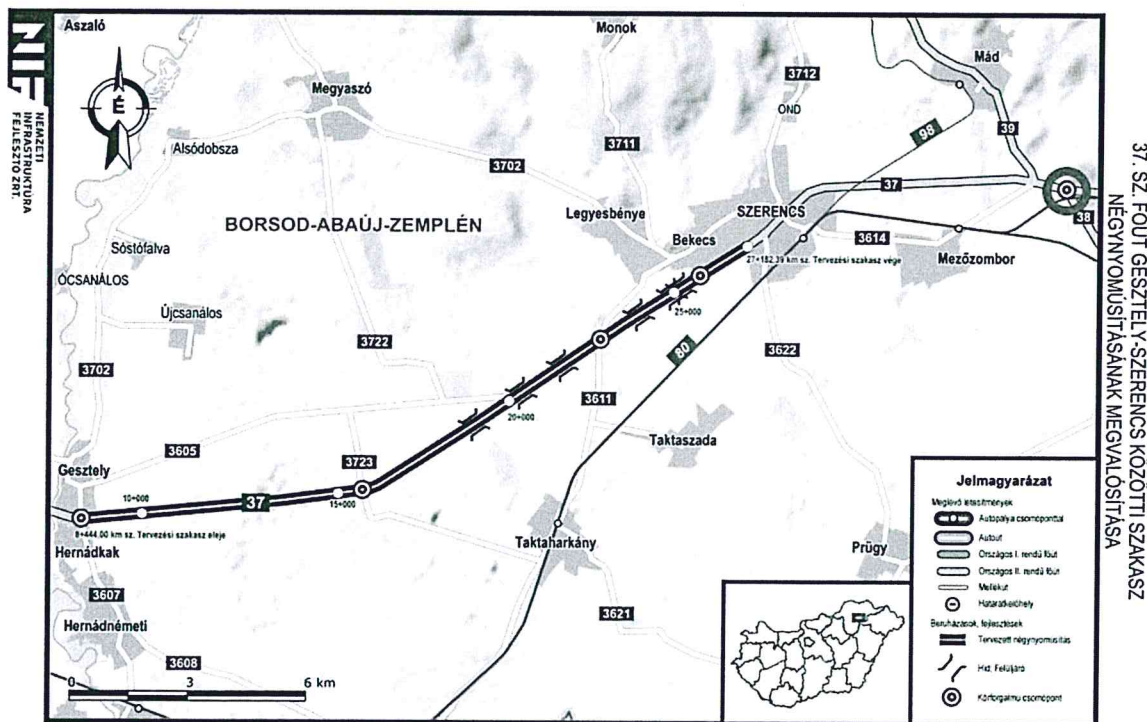 37. SZ. FŐÚT GESZTELY-SZERENCS KÖZÖTTI SZAKASZ
NÉGYNYOMÚSÍTÁSÁNAK MEGVALÓSÍTÁSA
NIF
NEMZETI
INFRASTRUKTÚRA
FEJLESZTŐ ZRT.
Aszaló
Monok
Mád
3712
É
Megyaszó
OND
98
39
Alsódobsza
3711
3702
37
Legyesbénye
SZERENCS
38
BORSOD-ABAÚJ-ZEMPLÉN
Sóstófalva
Bekecs
3614
27+182,39 km sz. Tervezési szakasz vége
Mezőzombor
ÓCSANÁLOS
25+000
Újcsanálos
3722
80
3622
3702
3611
20+000
Taktaszada
3605
3723
Gesztely
10+000
37
15+000
8+444,00 km sz. Tervezési szakasz eleje
Hernádkak
Taktaharkány
Prügy
3607
Hernádnémeti
3621
3608
0 3 6 km
Jelmagyarázat
Meglévő létesítmények
Autópálya csomóponttal
Autóút
Országos I. rendű főút
Országos II. rendű főút
Mellékút
Határátkelőhely
Beruházások, fejlesztések
Tervezett négynyomúsítás
Híd, Felüljáró
Körforgalmú csomópont